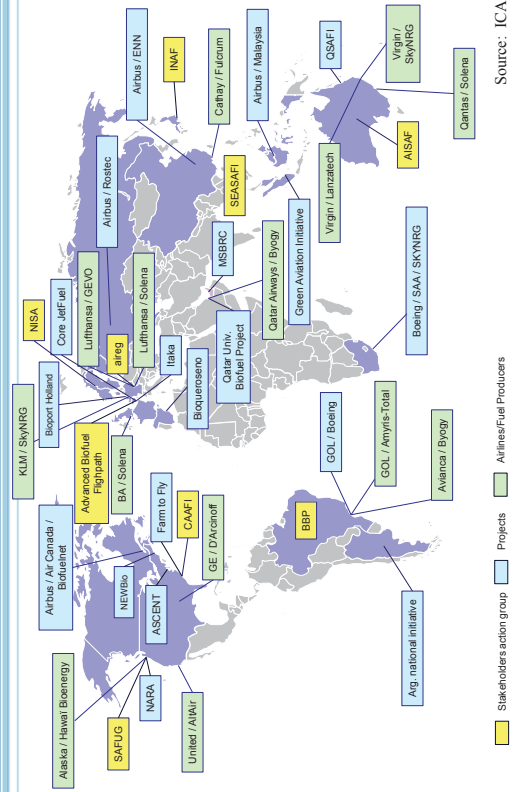 Alaska / Hawaï Bioenergy
Airbus / Air Canada /
Biofuelnet
KLM / SkyNRG
Bioport Holland
NISA
Core JetFuel
Lufthansa / GEVO
Airbus / Rostec
Airbus / ENN
INAF
SAFUG
NARA
NEWBio
Advanced Biofuel
Flighpath
Farm to Fly
BA / Solena
aireg
Lufthansa / Solena
Itaka
Cathay / Fulcrum
ASCENT
CAAFI
Bioqueroseno
SEASAFI
United / AltAir
GE / D'Arcinoff
MSBRC
Airbus / Malaysia
Qatar Univ.
Biofuel Project
Qatar Airways / Byogy
Green Aviation Initiative
BBP
GOL / Boeing
QSAFI
Virgin / Lanzatech
Virgin /
SkyNRG
GOL / Amyris-Total
AISAF
Arg. national initiative
Avianca / Byogy
Boeing / SAA / SKYNRG
Qantas / Solena
Stakeholders action group
Projects
Airlines/Fuel Producers
Source: ICA